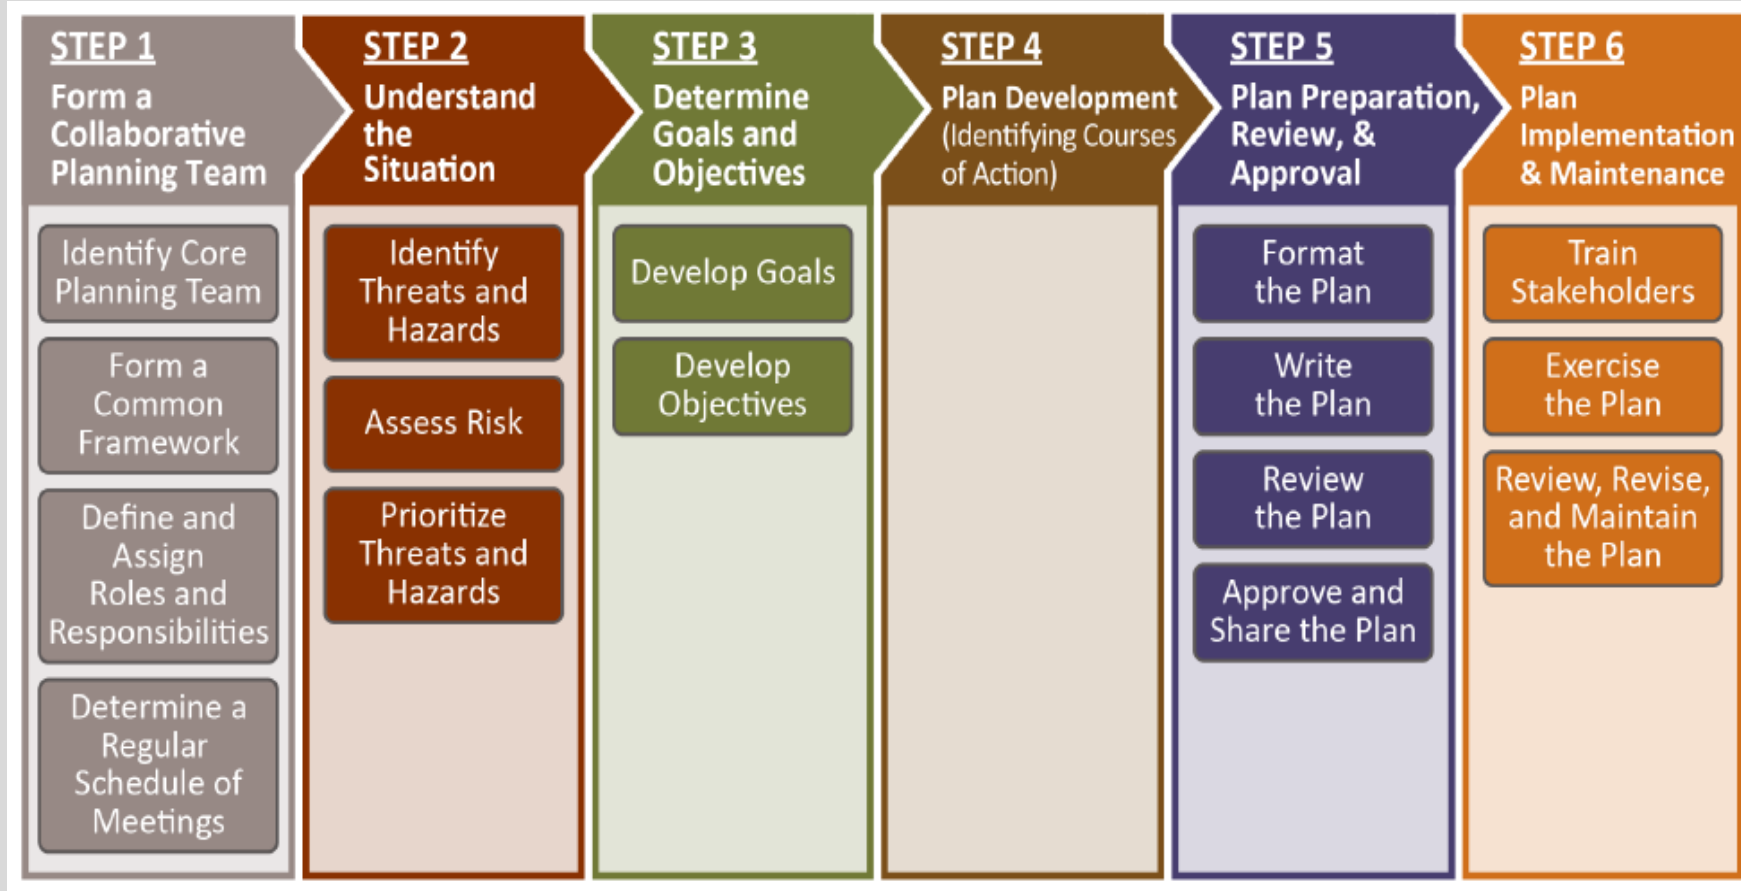 STEP 1
Form a
Collaborative
Planning Team
Identify Core
Planning Team
Form a
Common
Framework
Define and
Assign
Roles and
Responsibilities
Determine a
Regular
Schedule of
Meetings
STEP 2
Understand
the
Situation
Identify
Threats and
Hazards
Assess Risk
Prioritize
Threats and
Hazards
STEP 3
Determine
Goals and
Objectives
Develop Goals
Develop
Objectives
STEP 4
Plan Development
(Identifying Courses
of Action)
STEP 5
Plan Preparation,
Review, &
Approval
Format
the Plan
Write
the Plan
Review
the Plan
Approve and
Share the Plan
STEP 6
Plan
Implementation
& Maintenance
Train
Stakeholders
Exercise
the Plan
Review, Revise,
and Maintain
the Plan